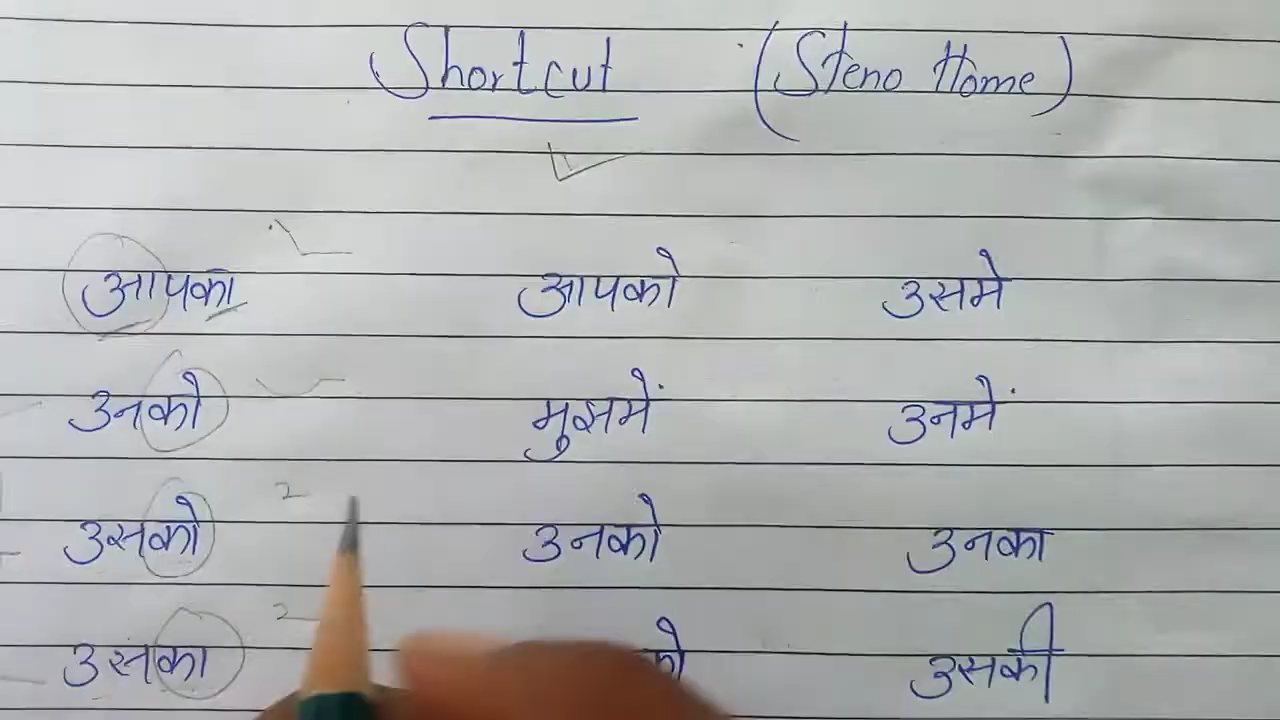 Shortcut (Steno Home)
आपका आपको उसमे
उनको मुझमें उनमें
उसको उनको उनका
उसका उसकी